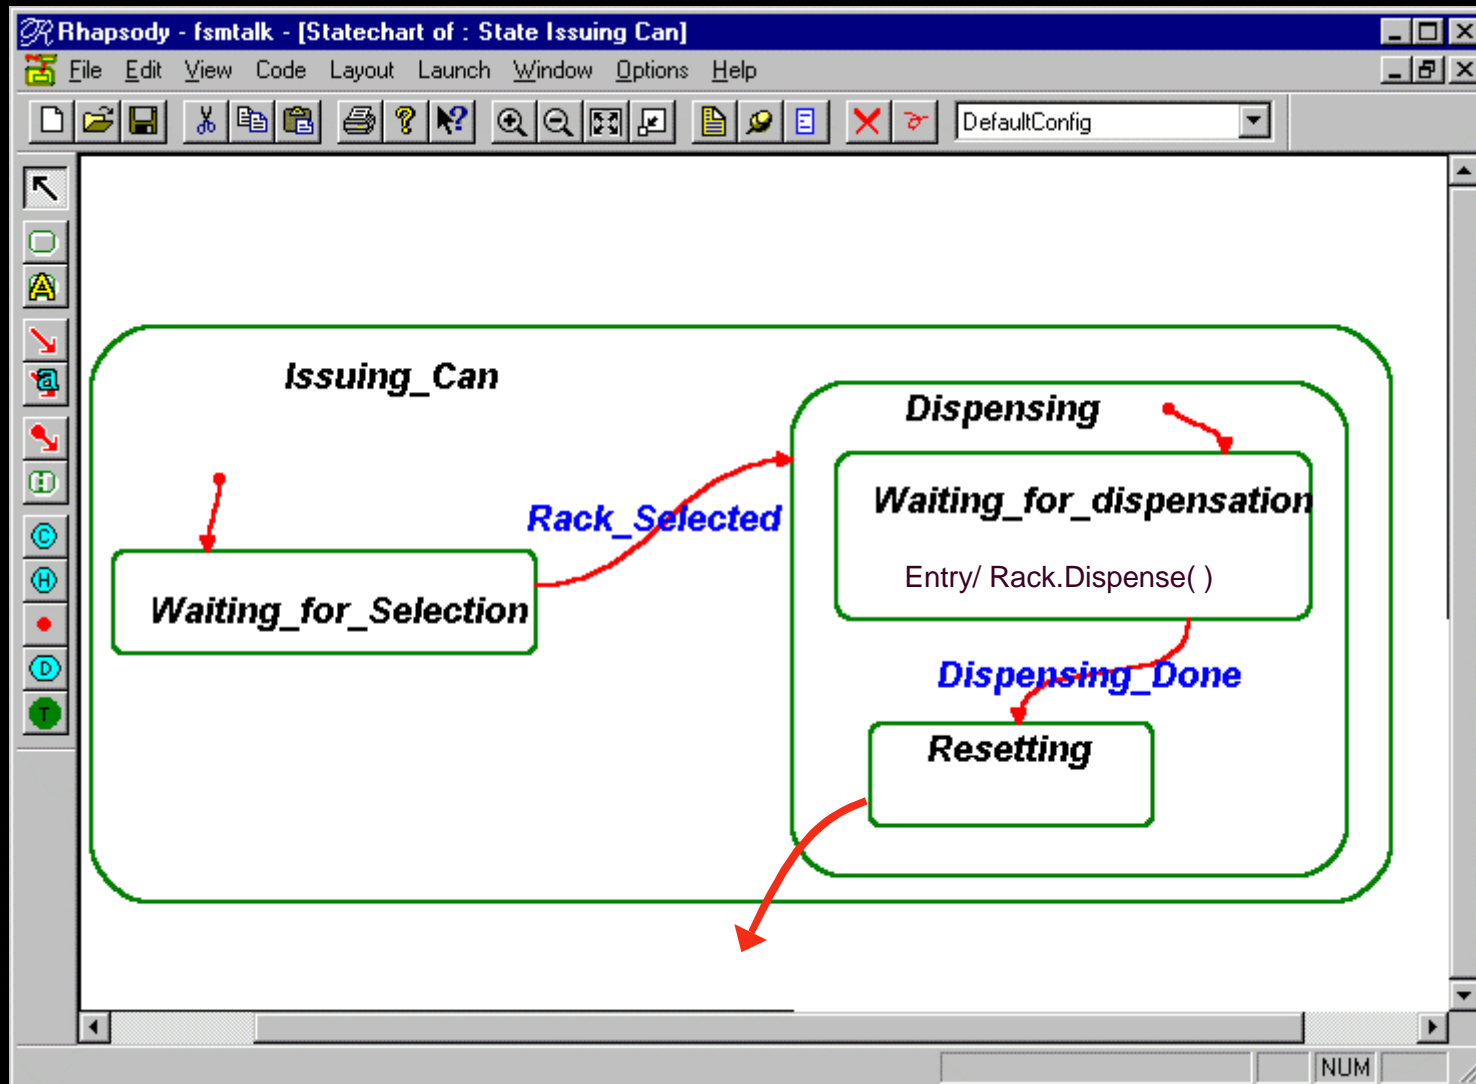 Rhapsody - fsmtalk - [Statechart of : State Issuing Can]
File Edit View Code Layout Launch Window Options Help
DefaultConfig
Issuing_Can
Dispensing
Waiting_for_dispensation
Rack_Selected
Entry/ Rack.Dispense( )
Waiting_for_Selection
Dispensing_Done
Resetting
NUM